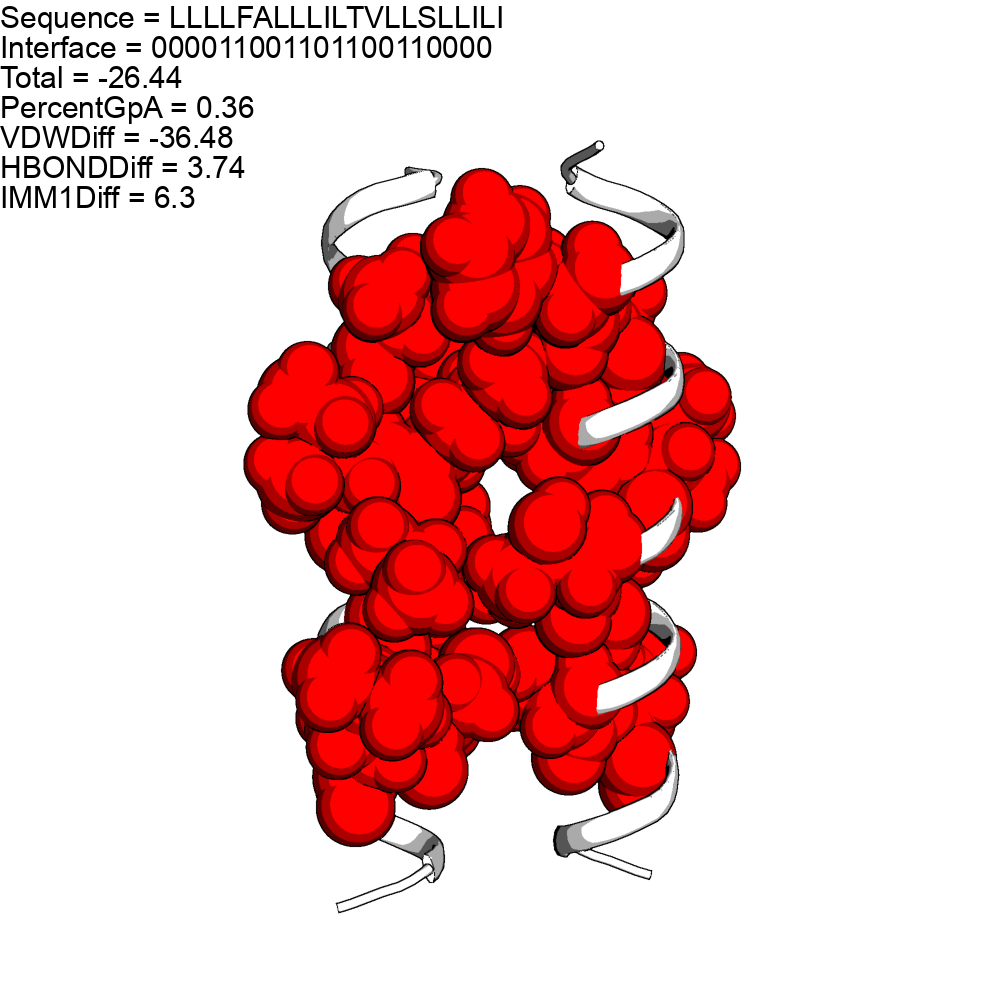 Sequence = LLLLFALLLILTVLLSLLILI
Interface = 000011001101100110000
Total = -26.44
PercentGpA = 0.36
VDWDiff = -36.48
HBONDDiff = 3.74
IMM1Diff = 6.3